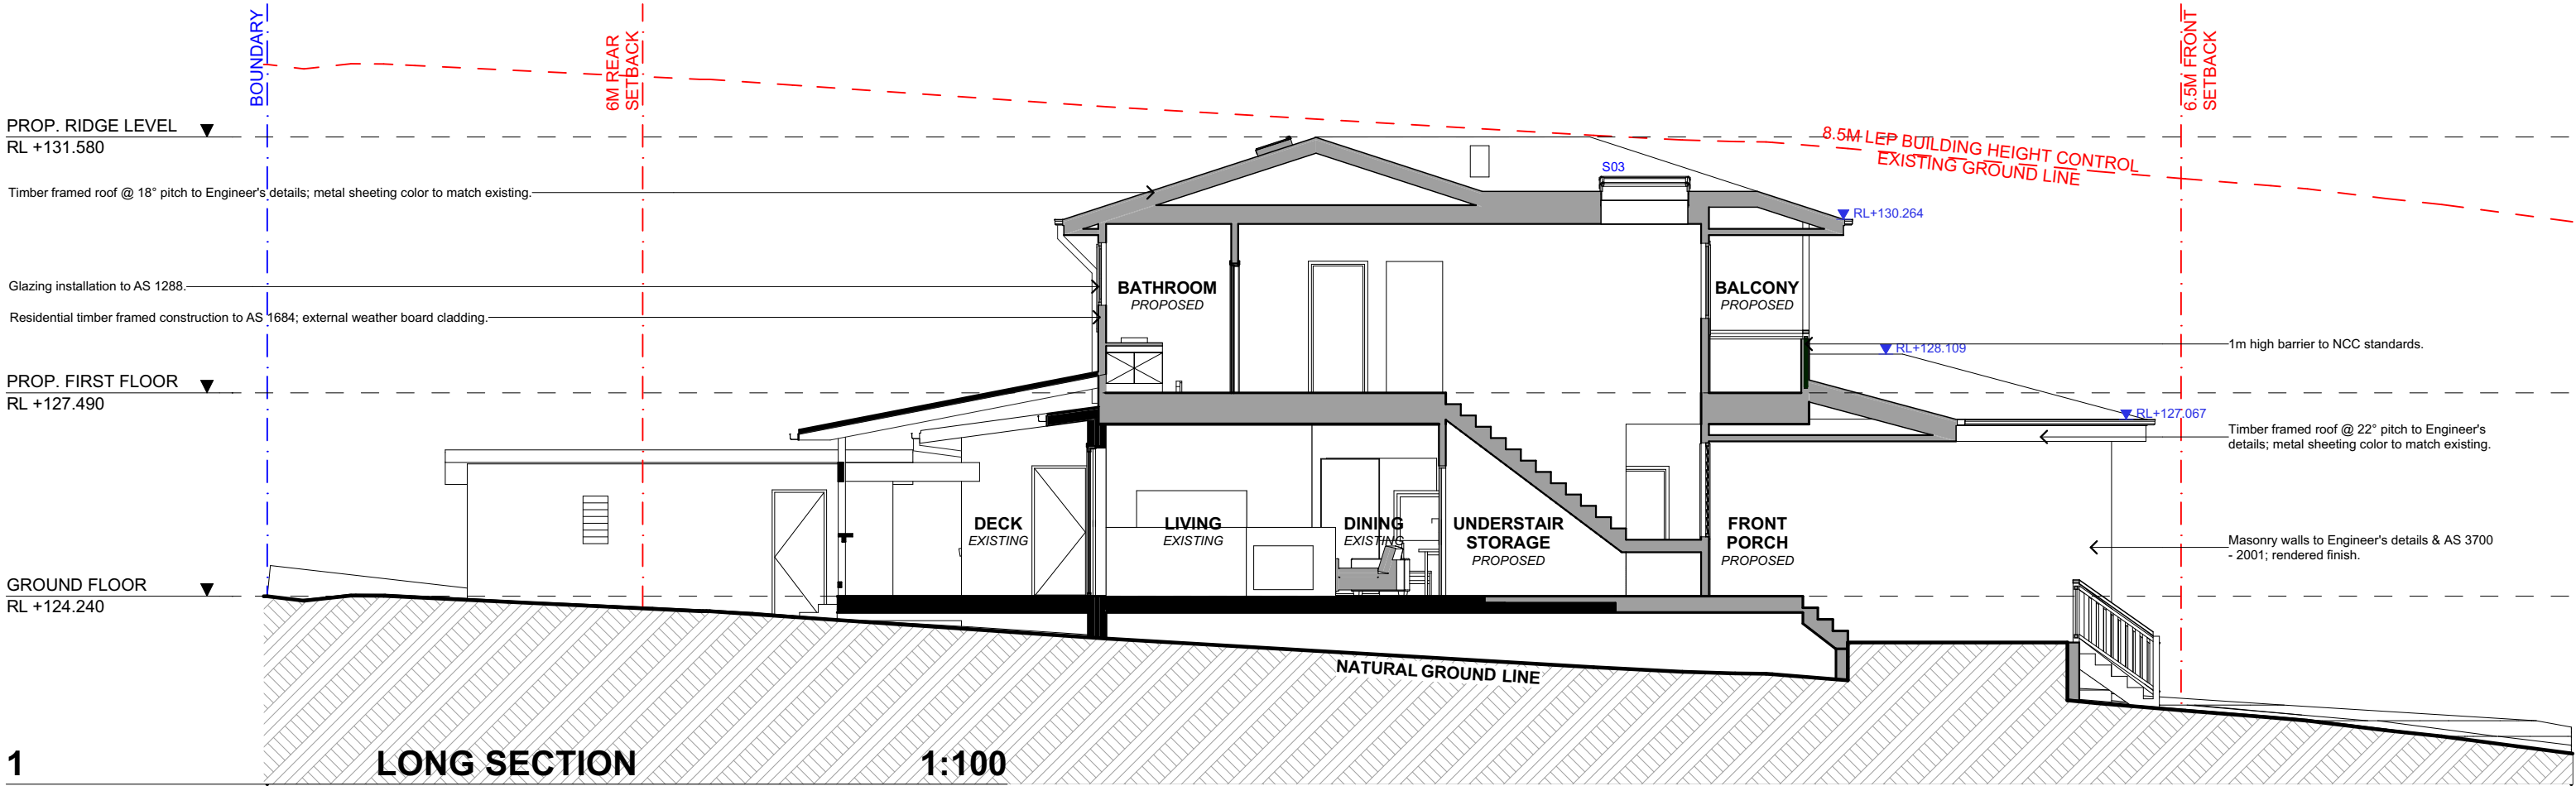 BOUNDARY
6M REAR
SETBACK
6.5M FRONT
SETBACK
PROP. RIDGE LEVEL
RL +131.580
8.5M LEP BUILDING HEIGHT CONTROL
EXISTING GROUND LINE
S03
Timber framed roof @ 18° pitch to Engineer's details; metal sheeting color to match existing.
RL+130.264
Glazing installation to AS 1288.
BATHROOM
PROPOSED
BALCONY
PROPOSED
Residential timber framed construction to AS 1684; external weather board cladding.
RL+128.109
1m high barrier to NCC standards.
PROP. FIRST FLOOR
RL +127.490
RL+127.067
Timber framed roof @ 22° pitch to Engineer's
details; metal sheeting color to match existing.
DECK
EXISTING
LIVING
EXISTING
DINING
EXISTING
UNDERSTAIR
STORAGE
PROPOSED
FRONT
PORCH
PROPOSED
Masonry walls to Engineer's details & AS 3700
- 2001; rendered finish.
GROUND FLOOR
RL +124.240
NATURAL GROUND LINE
1 LONG SECTION 1:100